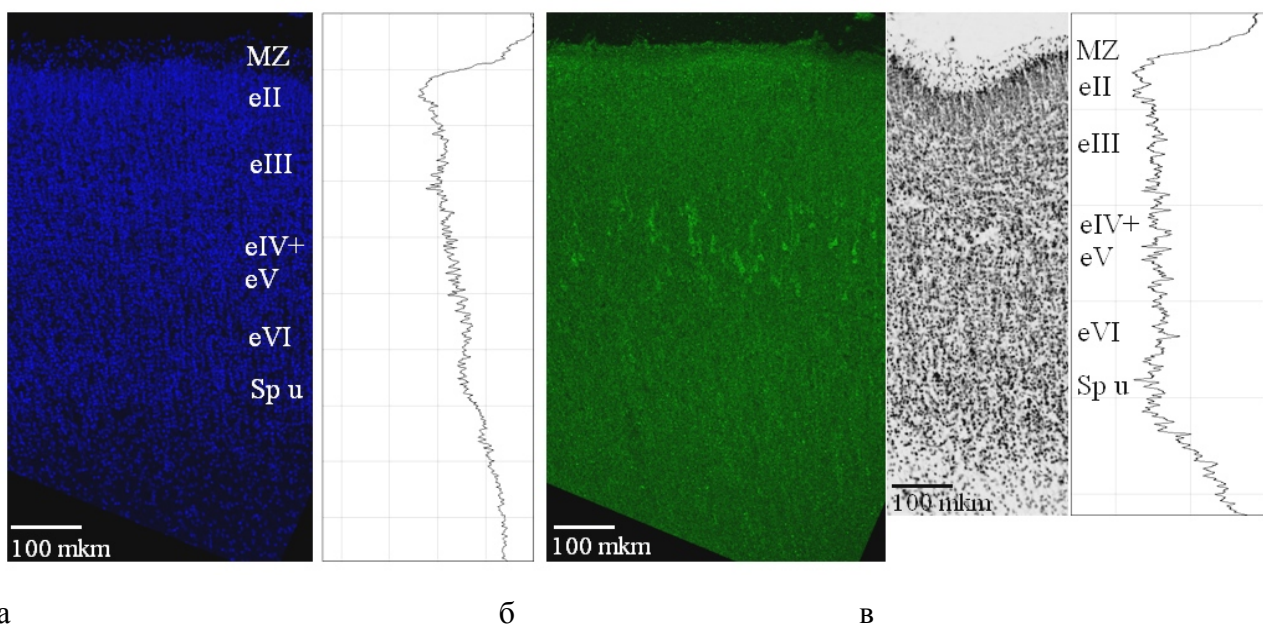 MZ
eII
eIII
eIV+
eV
eVI
Sp u
100 mkm
100 mkm
100 mkm
MZ
eII
eIII
eIV+
eV
eVI
Sp u
а
б
в